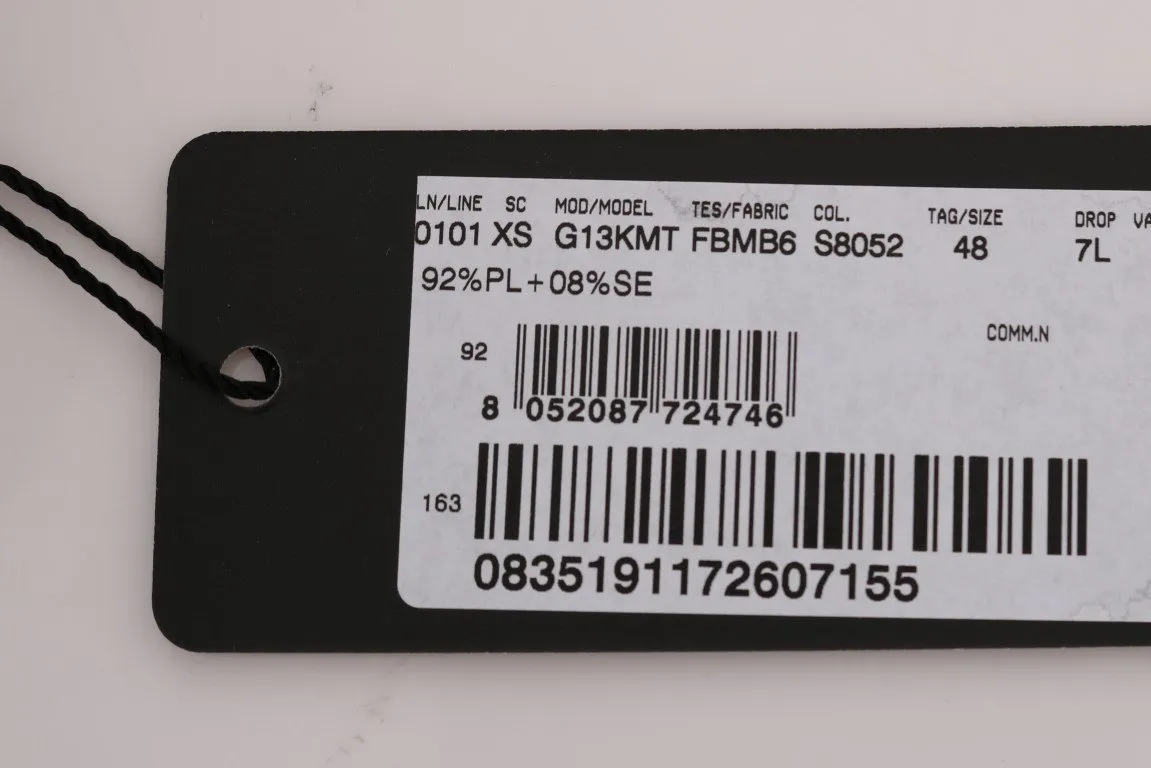 LN/LINE SC MOD/MODEL TES/FABRIC COL. TAG/SIZE DROP VA
0101 XS G13KMT FBMB6 S8052 48 7L
92%PL+08%SE
COMM.N
92
8 052087 724746
163
0835191172607155